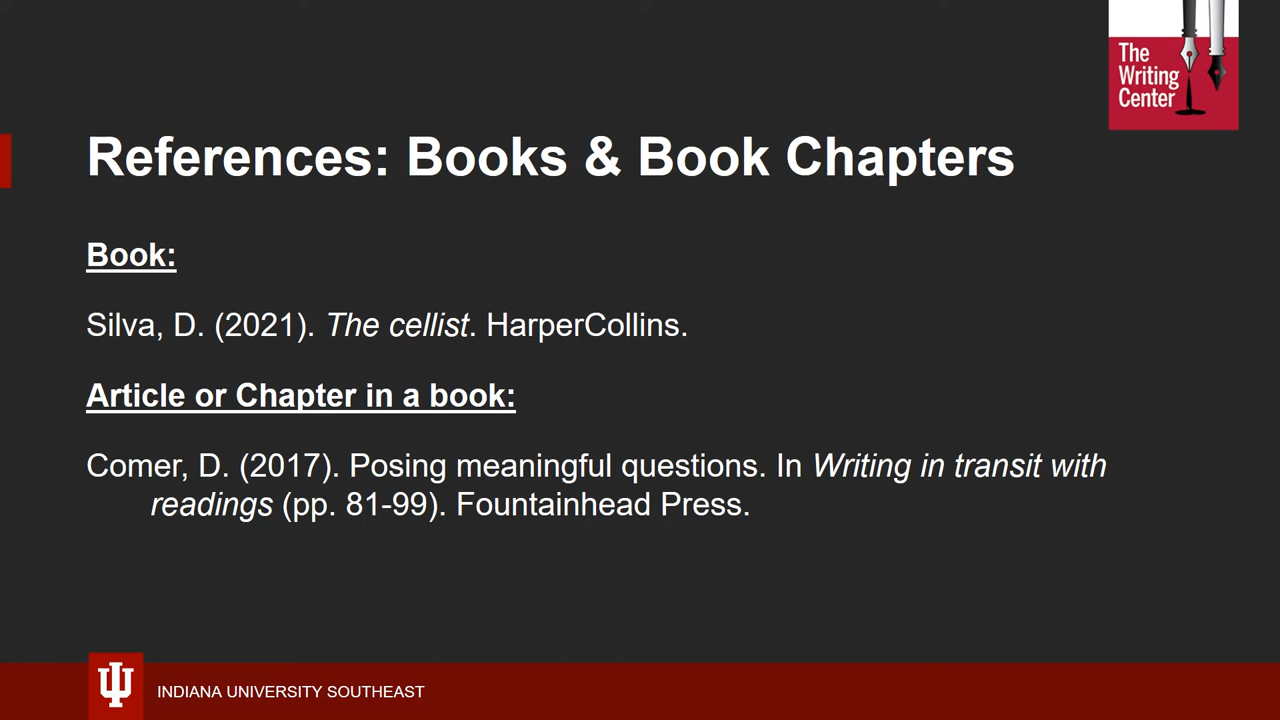 The
Writing
Center
References: Books & Book Chapters
Book:
Silva, D. (2021). The cellist. HarperCollins.
Article or Chapter in a book:
Comer, D. (2017). Posing meaningful questions. In Writing in transit with
readings (pp. 81-99). Fountainhead Press.
INDIANA UNIVERSITY SOUTHEAST